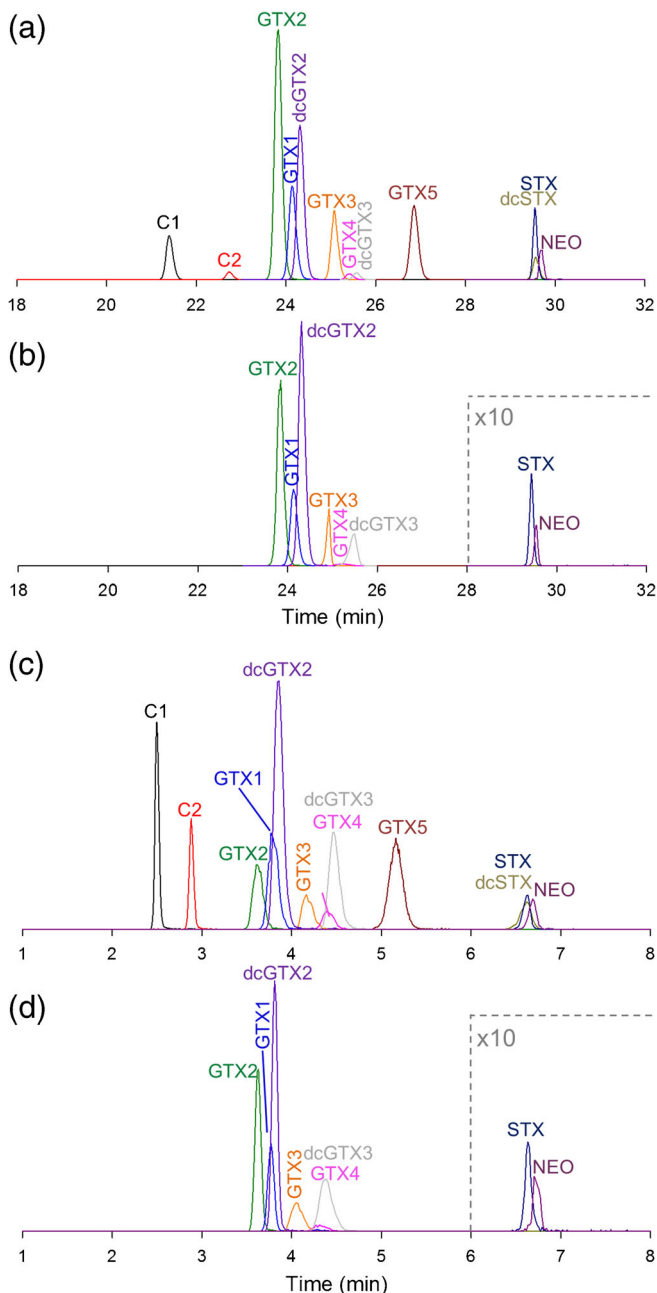 (a)
GTX2
dcGTX2
GTX1
C1
C2
GTX3
GTX4
dcGTX3
GTX5
STX
dcSTX
NEO
18 20 22 24 26 28 30 32
(b)
dcGTX2
GTX2
GTX1
GTX3
GTX4
dcGTX3
x10
STX
NEO
18 20 22 24 26 28 30 32
Time (min)
(c)
dcGTX2
C1
C2
GTX1
GTX2
GTX3
dcGTX3
GTX4
GTX5
STX
dcSTX
NEO
1 2 3 4 5 6 7 8
(d)
dcGTX2
GTX1
GTX2
GTX3
dcGTX3
GTX4
x10
STX
NEO
1 2 3 4 5 6 7 8
Time (min)